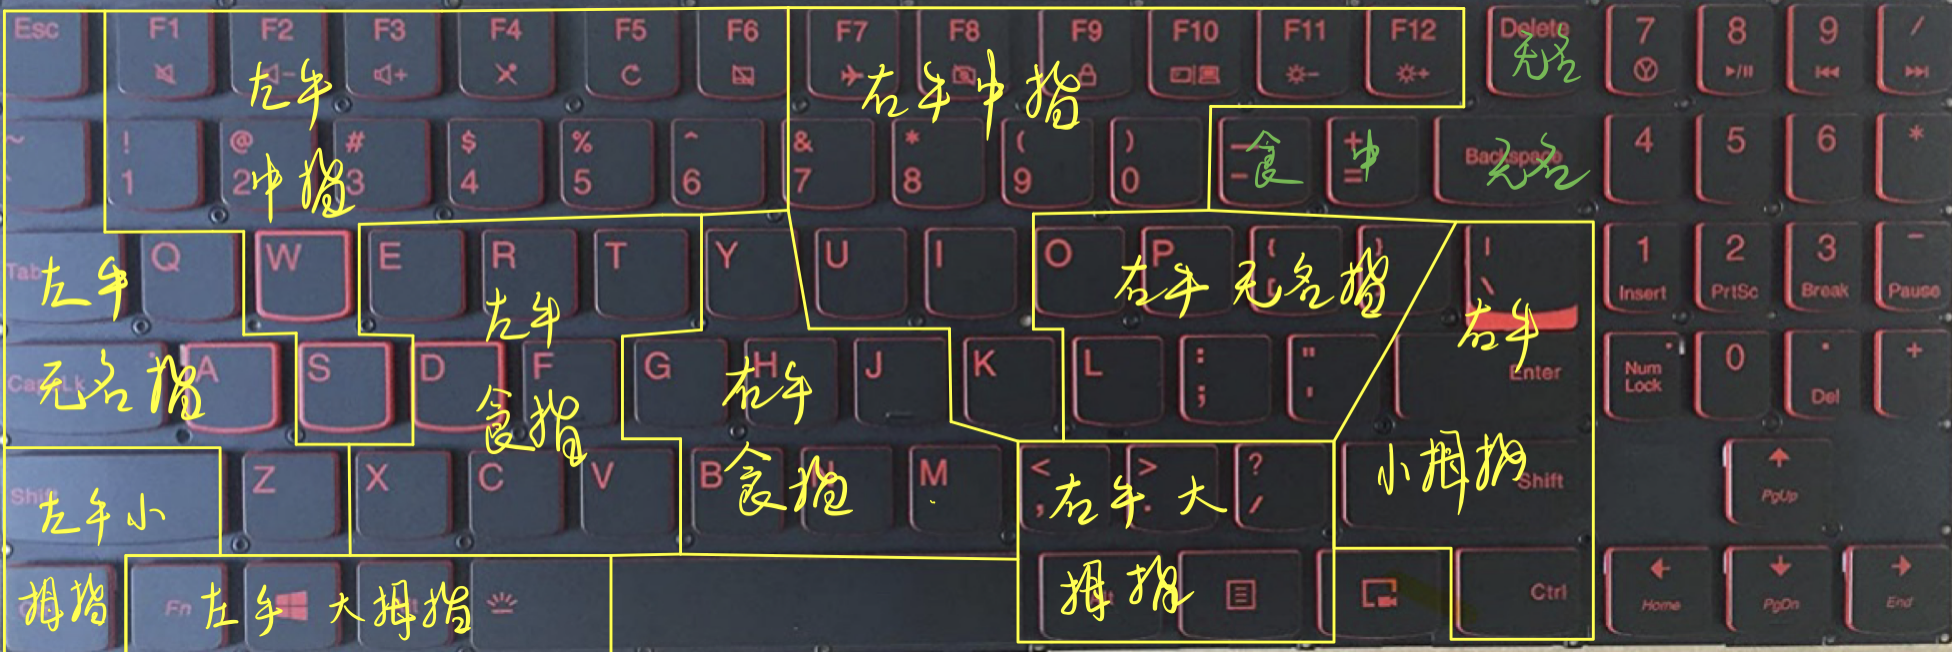 Esc F1 F2 F3 F4 F5 F6 F7 F8 F9 F10 F11 F12 Delete 7 8 9 /
左手 右手中指 无名
~ ! @ # $ % ^ & * ( ) _ + Backspace 4 5 6 *
` 1 2 3 4 5 6 7 8 9 0 - =
中指 食 中 无名
Tab Q W E R T Y U I O P { } | 1 2 3 -
[ \ Insert PrtSc Break Pause
左手 左手 右手无名指 右手
Caps Lk A S D F G H J K L : " Enter Num Lock 0 . +
; ' Del
无名指 食指 右手
Shift Z X C V B N M < > ? Shift
, . / PgUp
左手小 食指 右手大 小拇指
Fn Ctrl Home PgDn End
拇指 左手大拇指 拇指